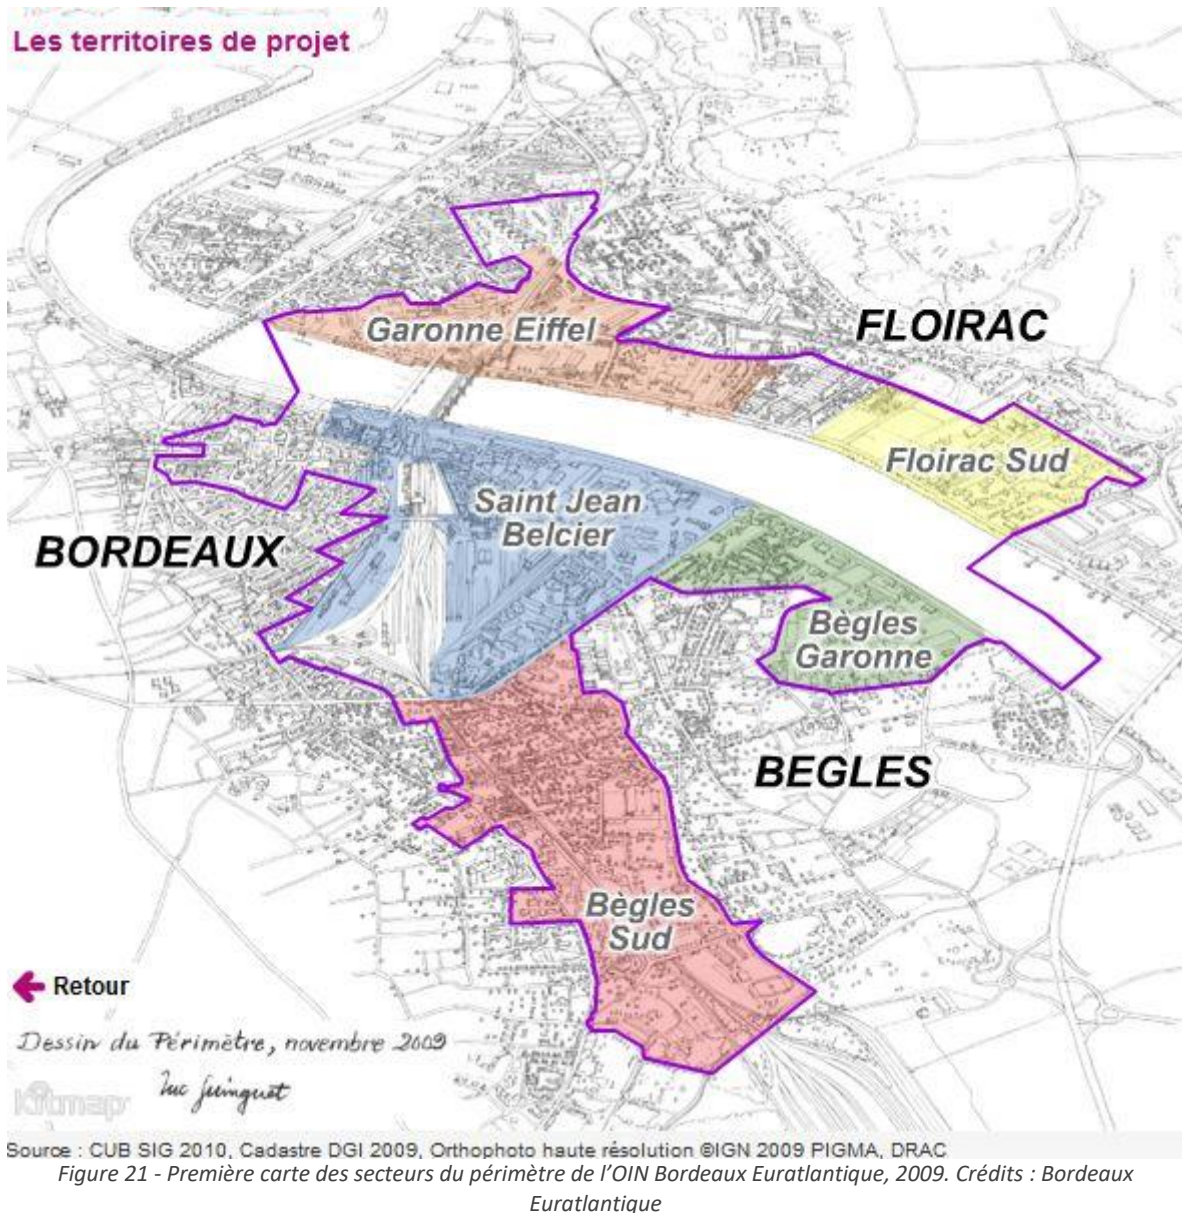 Les territoires de projet
Garonne Eiffel
FLOIRAC
Floirac Sud
Saint Jean
Belcier
BORDEAUX
Bègles
Garonne
BEGLES
Bègles
Sud
Retour
Dessin du Périmètre, novembre 2009
Kitmap
Source : CUB SIG 2010, Cadastre DGI 2009, Orthophoto haute résolution ©IGN 2009 PIGMA, DRAC
Figure 21 - Première carte des secteurs du périmètre de l’OIN Bordeaux Euratlantique, 2009. Crédits : Bordeaux
Euratlantique